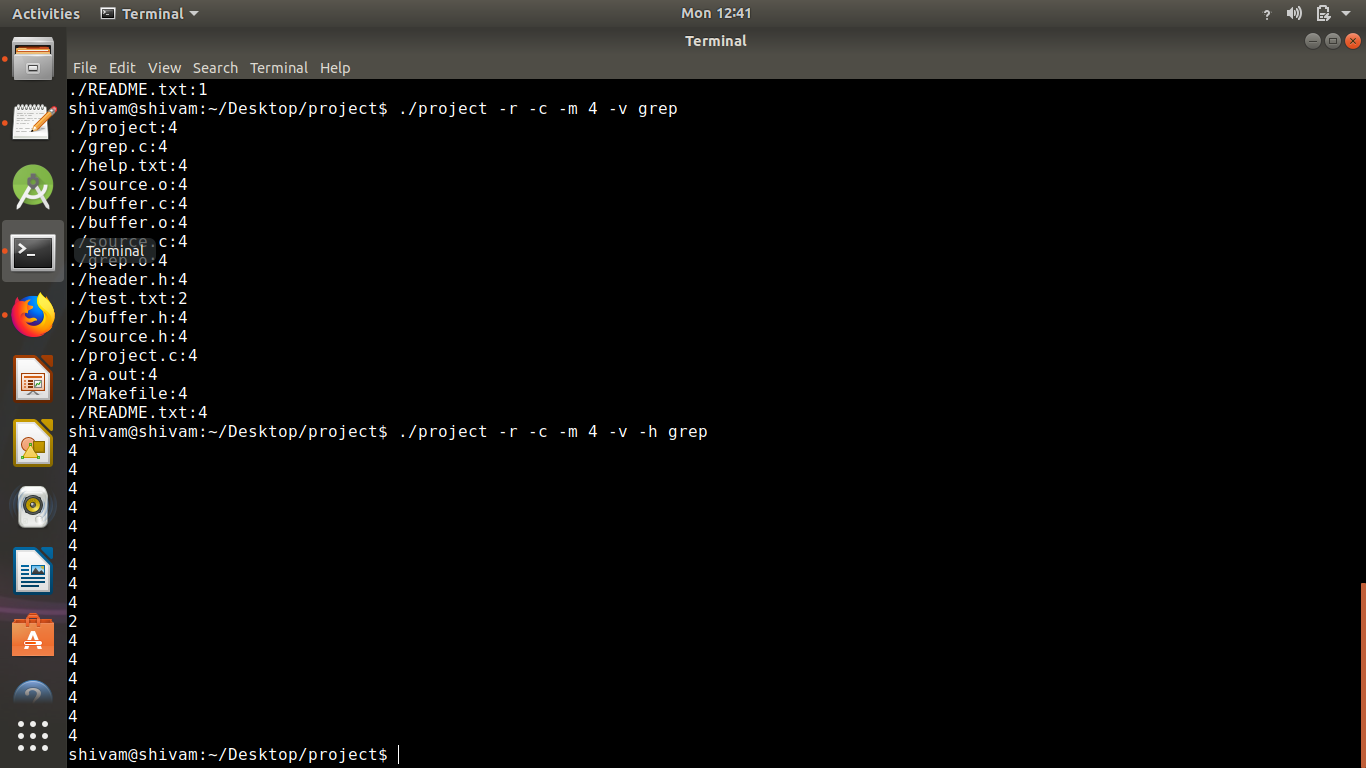 Activities Terminal Mon 12:41 ?
Terminal
File Edit View Search Terminal Help
./README.txt:1
shivam@shivam:~/Desktop/project$ ./project -r -c -m 4 -v grep
./project:4
./grep.c:4
./help.txt:4
./source.o:4
./buffer.c:4
./buffer.o:4
./source.c:4
Terminal
./grep.o:4
./header.h:4
./test.txt:2
./buffer.h:4
./source.h:4
./project.c:4
./a.out:4
./Makefile:4
./README.txt:4
shivam@shivam:~/Desktop/project$ ./project -r -c -m 4 -v -h grep
4
4
4
4
4
4
4
4
4
2
4
4
4
4
4
4
shivam@shivam:~/Desktop/project$